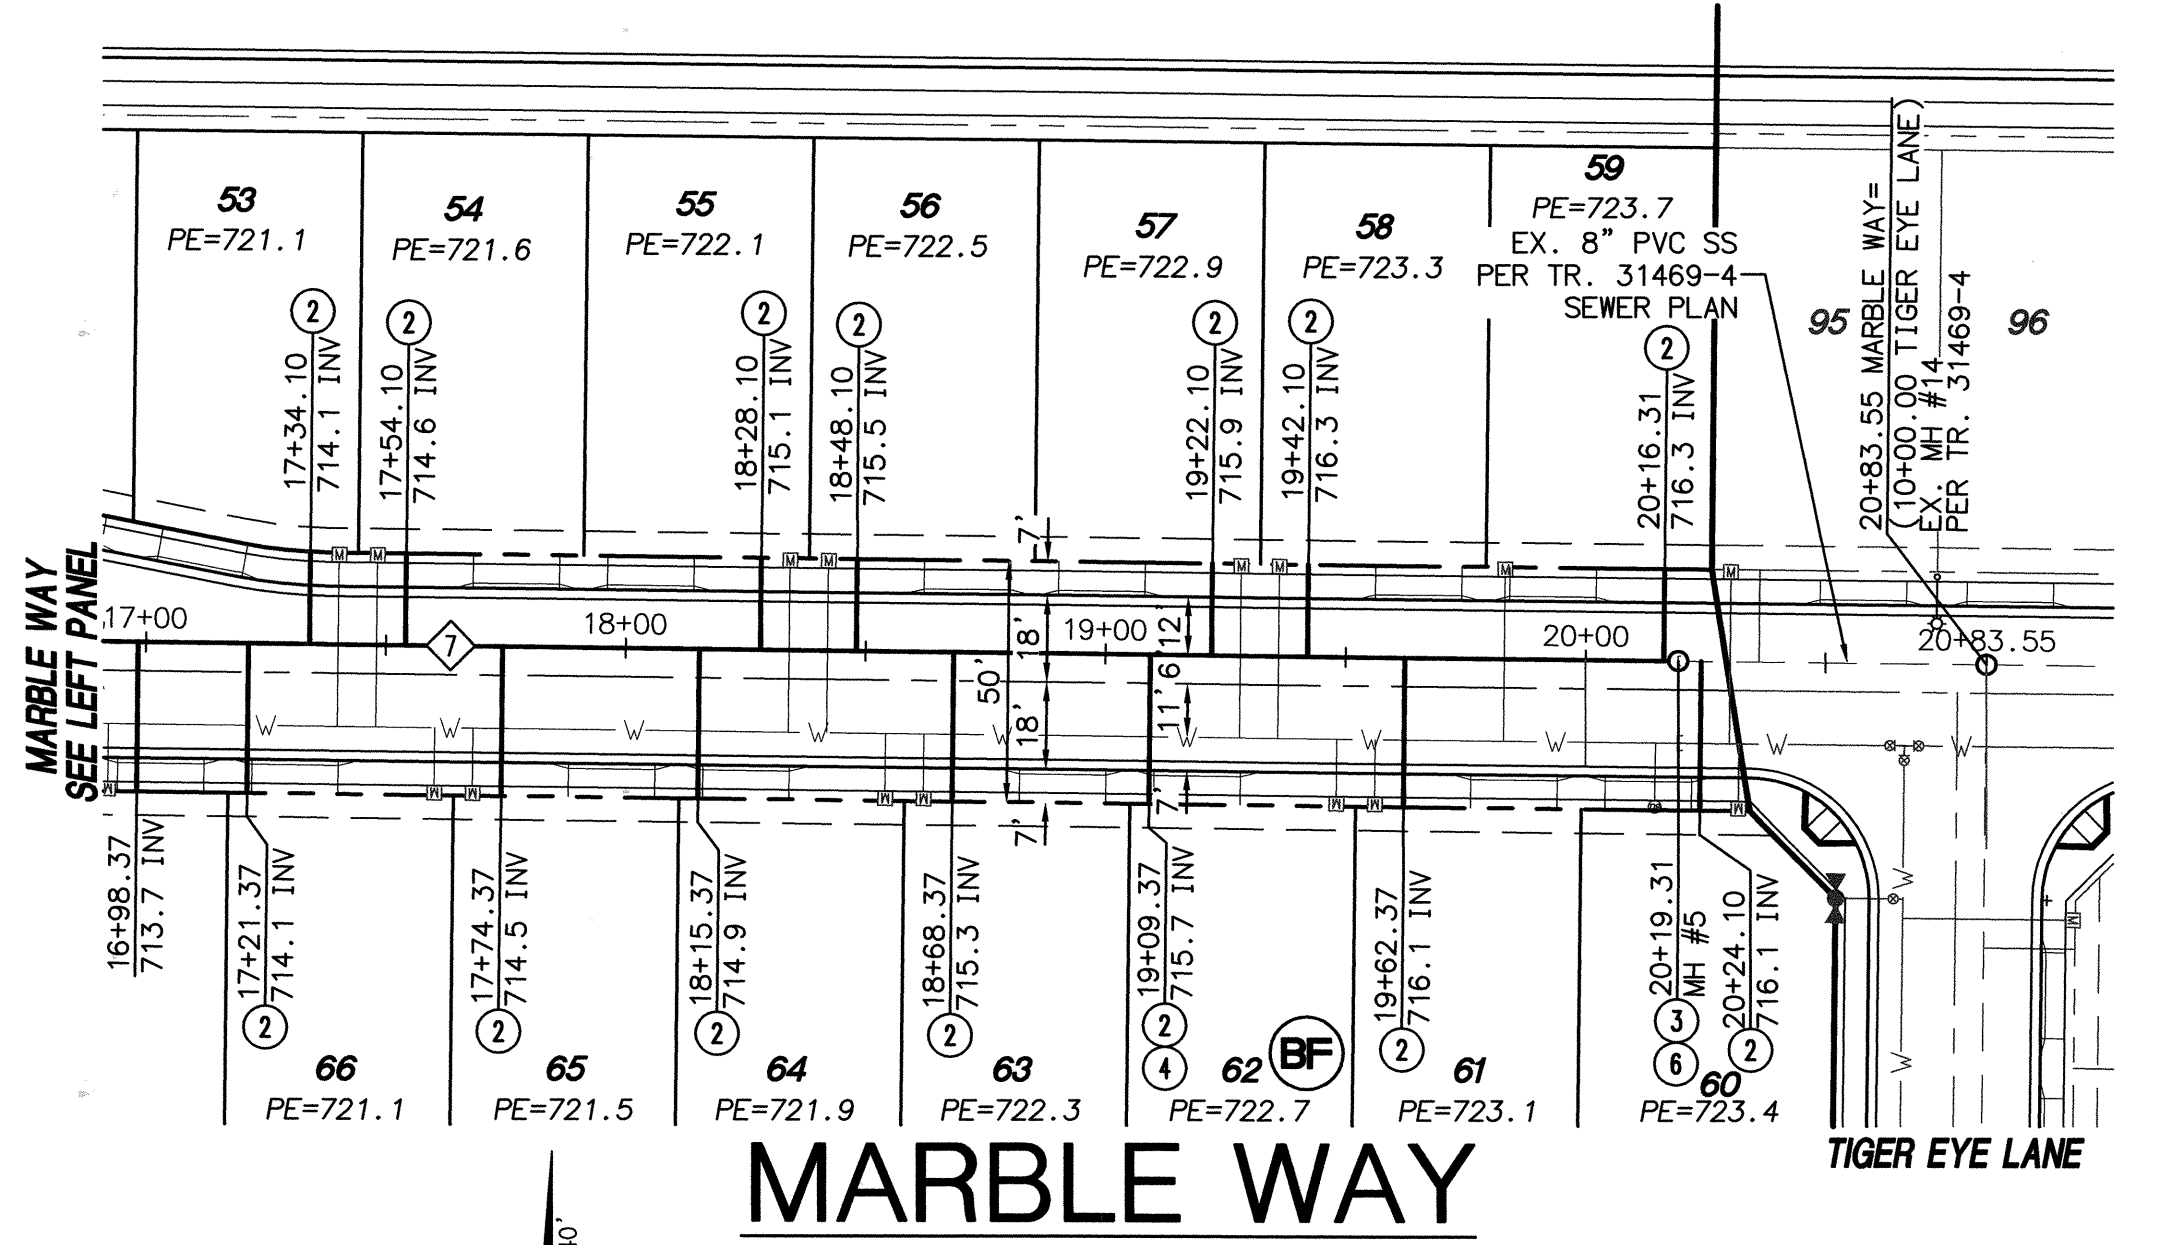 53
PE=721.1
54
PE=721.6
55
PE=722.1
56
PE=722.5
57
PE=722.9
58
PE=723.3
59
PE=723.7
EX. 8" PVC SS
PER TR. 31469-4
SEWER PLAN
95
96
20+83.55 MARBLE WAY=
(10+00.00 TIGER EYE LANE)
EX. MH #14
PER TR. 31469-4
2
17+34.10
714.1 INV
2
17+54.10
714.6 INV
2
18+28.10
715.1 INV
2
18+48.10
715.5 INV
2
19+22.10
715.9 INV
2
19+42.10
716.3 INV
2
20+16.31
716.3 INV
MARBLE WAY
SEE LEFT PANEL
M
M
M
M
M
M
M
M
7'
17+00
7
18+00
19+00
20+00
20+83.55
50'
18'
18'
12'
6'
11'
7'
7'
W
W
W
W
W
W
W
W
W
W
W
M
M
M
M
M
M
M
M
M
16+98.37
713.7 INV
17+21.37
714.1 INV
2
17+74.37
714.5 INV
2
18+15.37
714.9 INV
2
18+68.37
715.3 INV
2
19+09.37
715.7 INV
2
4
19+62.37
716.1 INV
2
20+19.31
MH #5
3
6
20+24.10
716.1 INV
2
66
PE=721.1
65
PE=721.5
64
PE=721.9
63
PE=722.3
62
PE=722.7
BF
61
PE=723.1
60
PE=723.4
TIGER EYE LANE
MARBLE WAY
40'